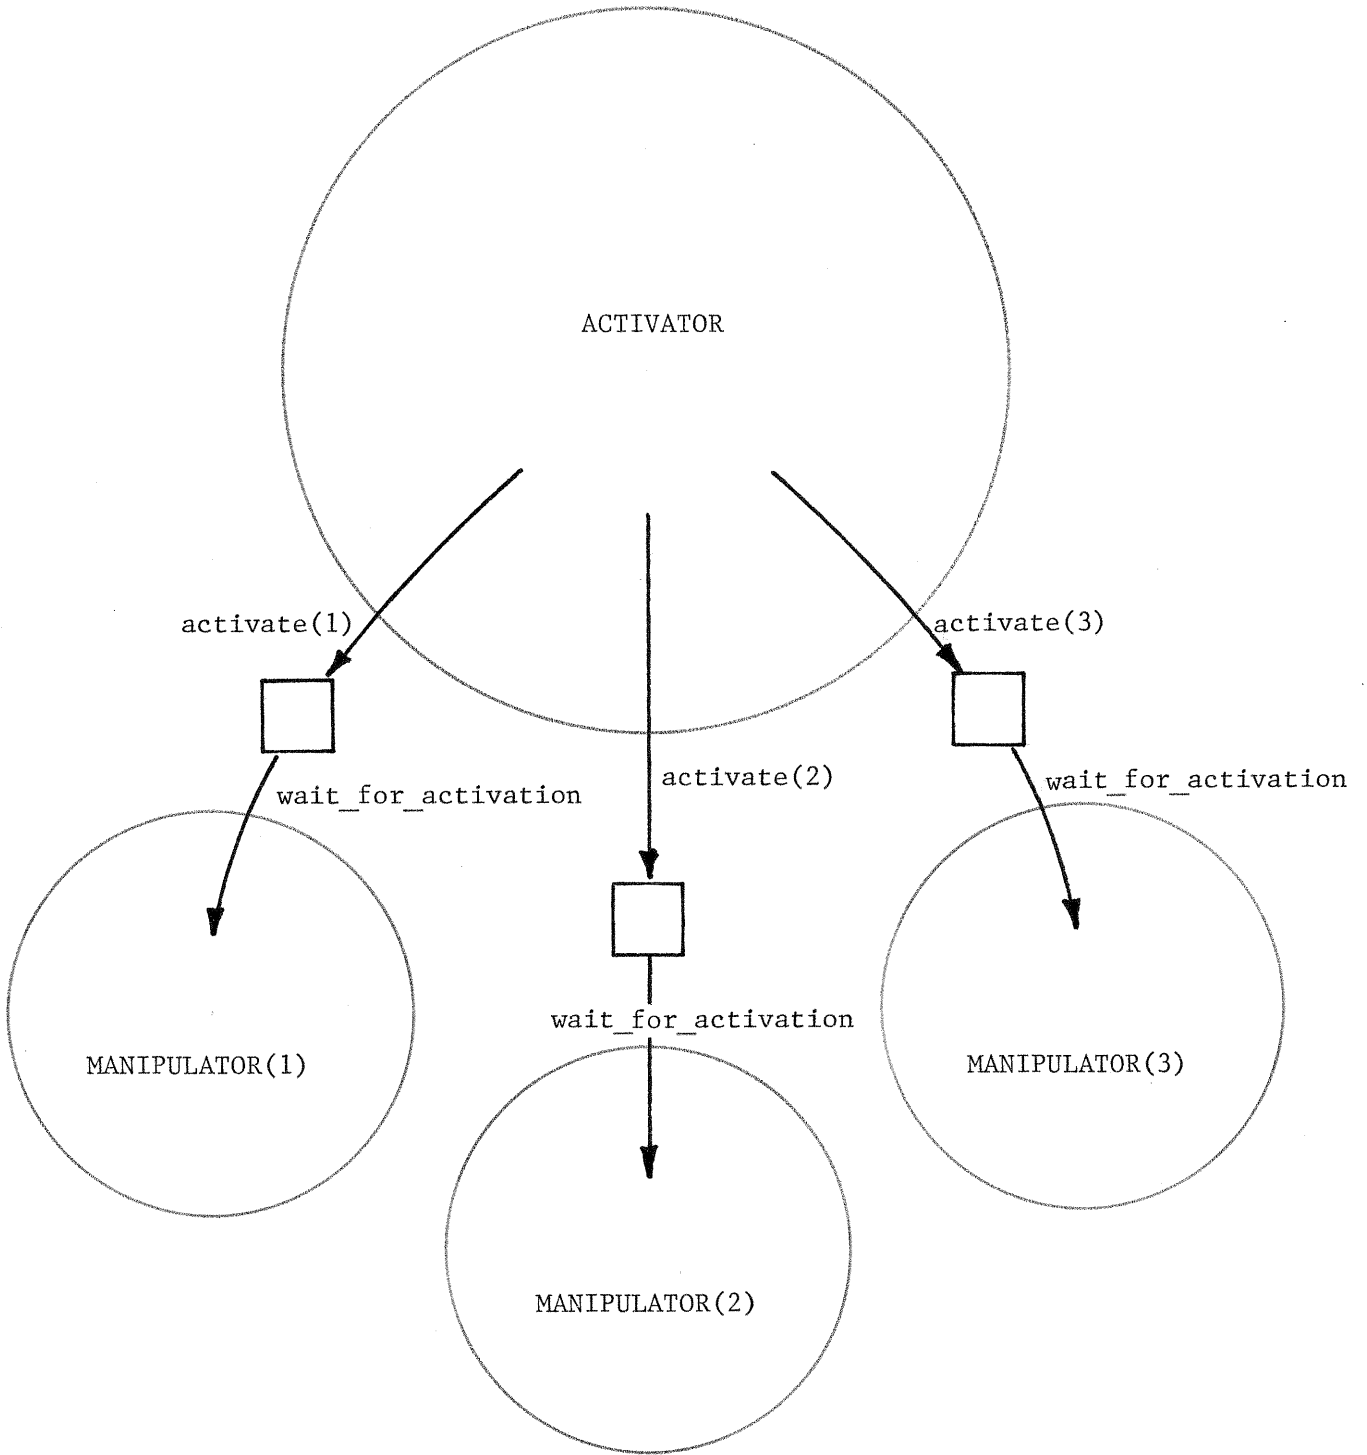 ACTIVATOR
activate(1)
activate(3)
activate(2)
wait_for_activation
wait_for_activation
wait_for_activation
MANIPULATOR(1)
MANIPULATOR(3)
MANIPULATOR(2)